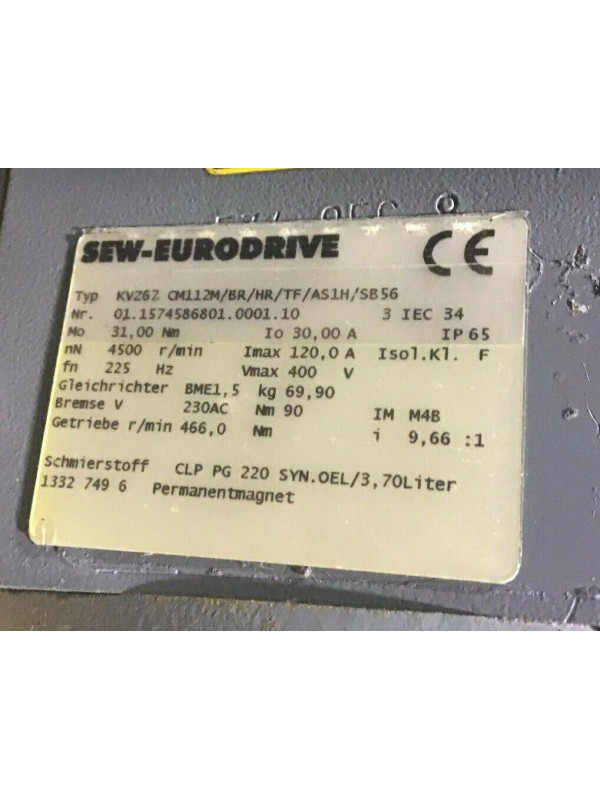 SEW-EURODRIVE CE
Typ KVZ67 CM112M/BR/HR/TF/AS1H/SB56
Nr. 01.1574586801.0001.10 3 IEC 34
Mo 31,00 Nm Io 30,00 A IP 65
nN 4500 r/min Imax 120,0 A Isol.Kl. F
fn 225 Hz Vmax 400 V
Gleichrichter BME1,5 kg 69,90
Bremse V 230AC Nm 90 IM M4B
Getriebe r/min 466,0 Nm i 9,66 :1
Schmierstoff CLP PG 220 SYN.OEL/3,70Liter
1332 749 6 Permanentmagnet